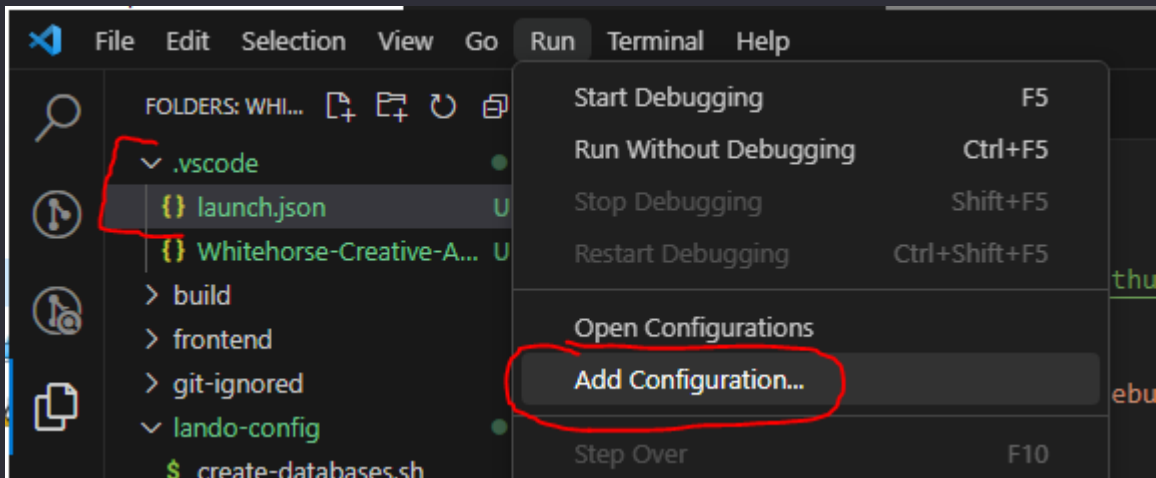 File Edit Selection View Go Run Terminal Help
FOLDERS: WHI...
.vscode
{} launch.json U
{} Whitehorse-Creative-A... U
build
frontend
git-ignored
lando-config
$ create-databases.sh
Start Debugging F5
Run Without Debugging Ctrl+F5
Stop Debugging Shift+F5
Restart Debugging Ctrl+Shift+F5
Open Configurations
Add Configuration...
Step Over F10
thu
ebu